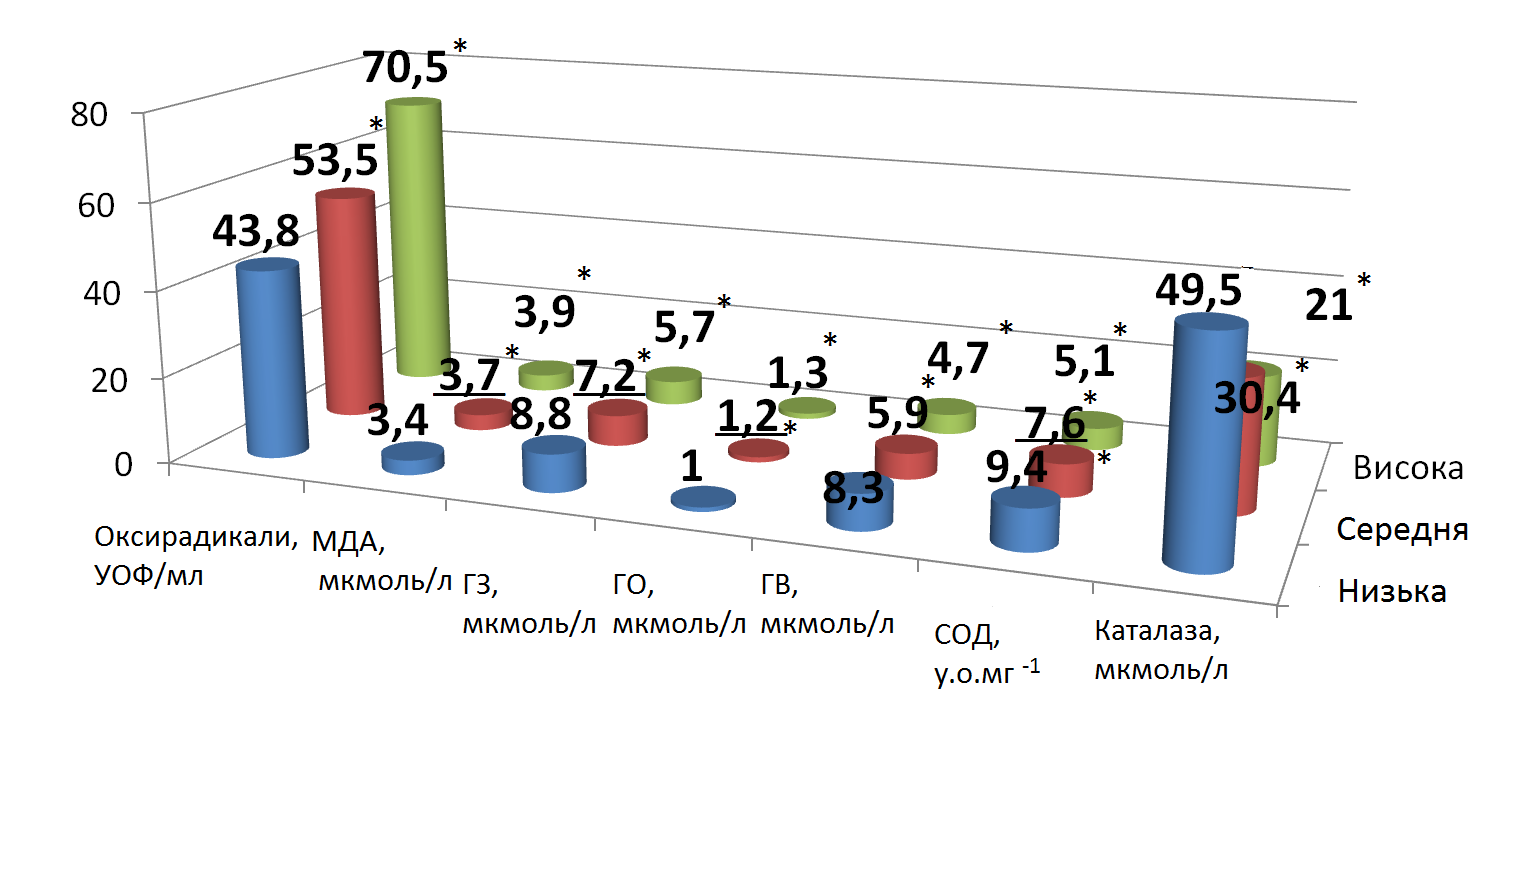 70,5*
80
*
53,5
60
43,8
49,5
21*
*
3,9
5,7*
40
1,3*
4,7*
5,1*
3,7*
7,2*
*
30,4*
20
3,4
8,8
1,2*
5,9
7,6*
0
1
8,3
9,4*
Висока
Середня
Низька
Оксирадикали,
УОФ/мл
МДА,
мкмоль/л
ГЗ,
мкмоль/л
ГО,
мкмоль/л
ГВ,
мкмоль/л
СОД,
у.о.мг -1
Каталаза,
мкмоль/л